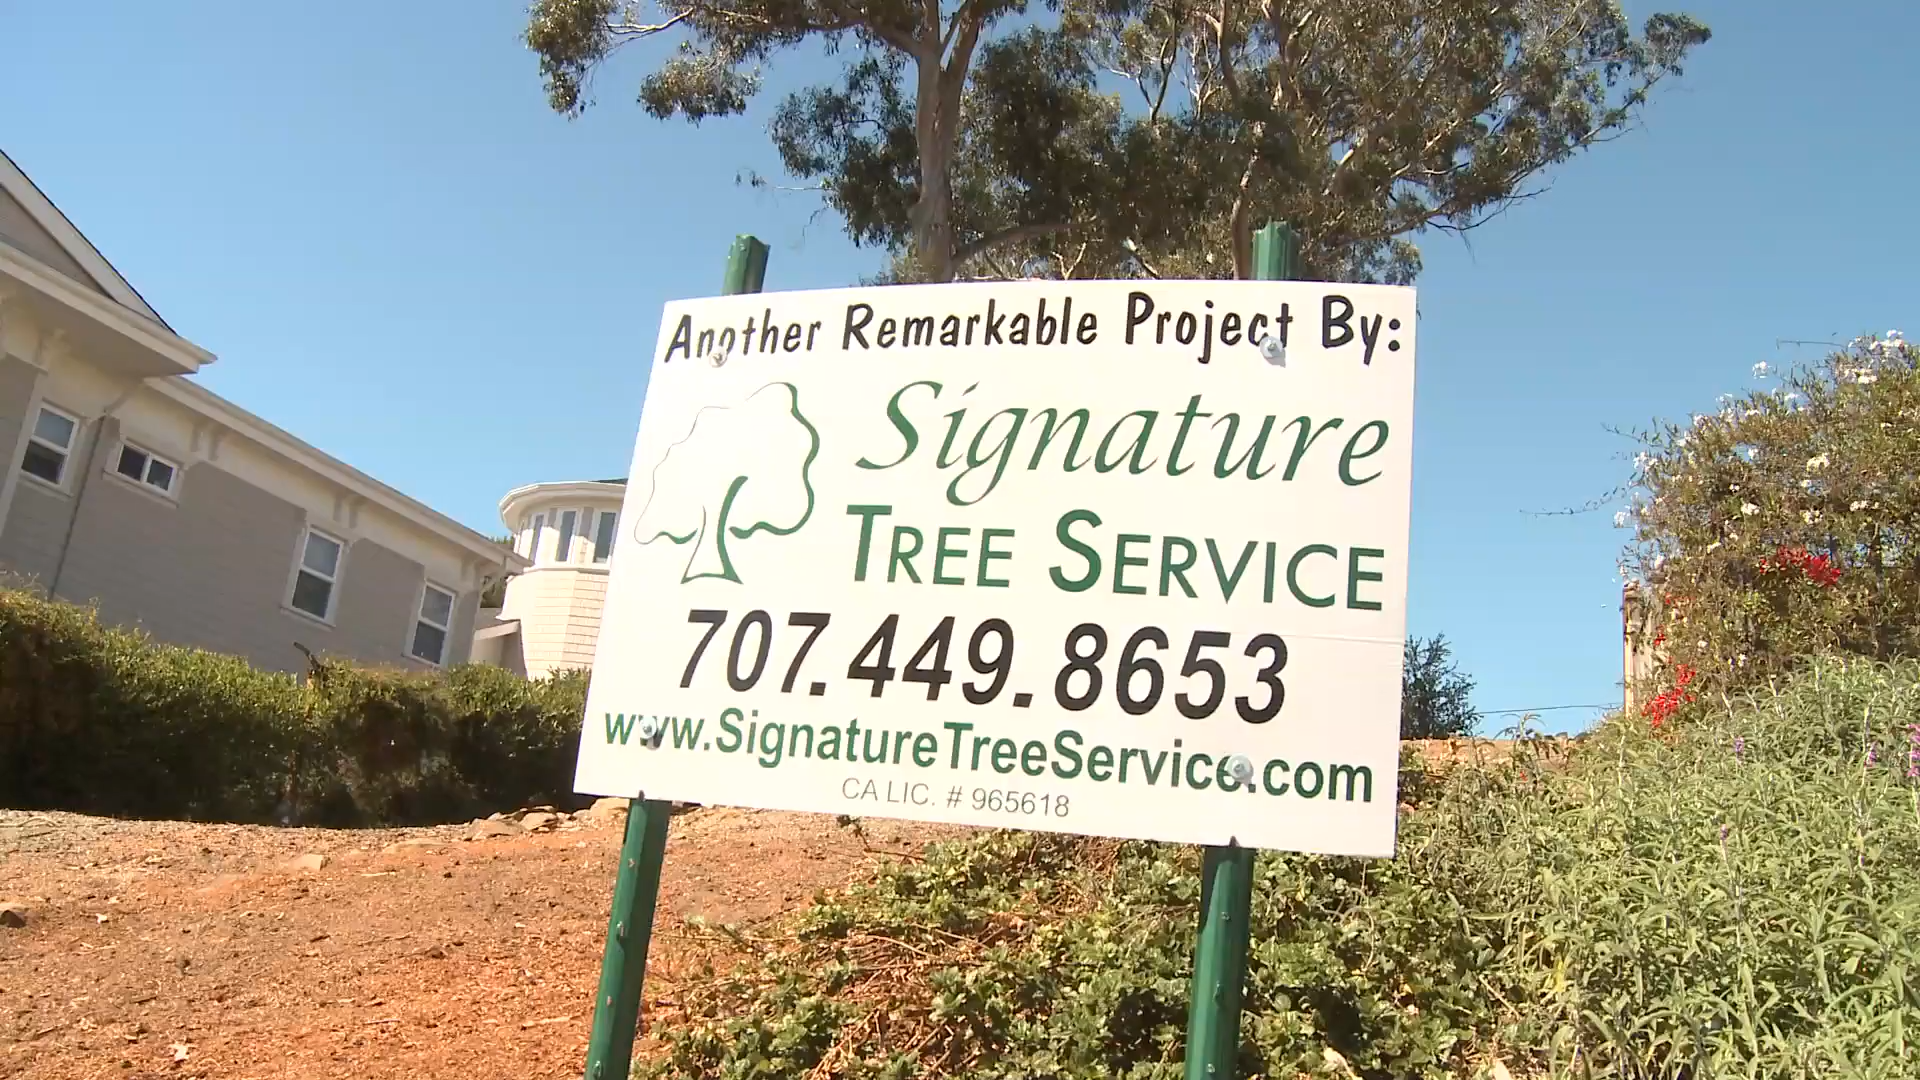 Another Remarkable Project By:
Signature
TREE SERVICE
707.449.8653
www.SignatureTreeService.com
CA LIC. # 965618